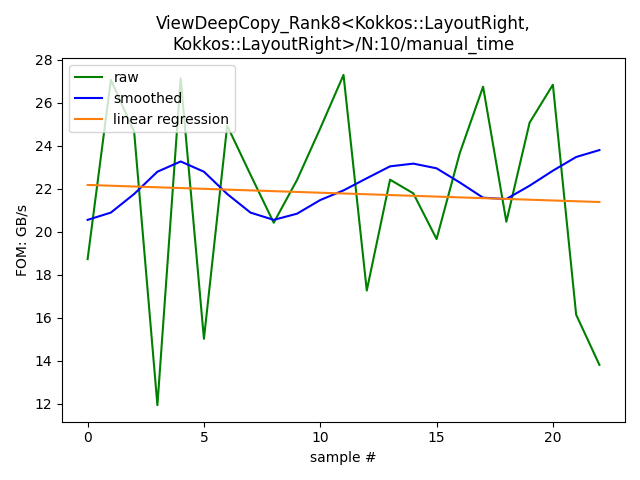 ViewDeepCopy_Rank8<Kokkos::LayoutRight,
Kokkos::LayoutRight>/N:10/manual_time
28
26
24
22
20
18
16
14
12
FOM: GB/s
raw
smoothed
linear regression
0
5
10
15
20
sample #